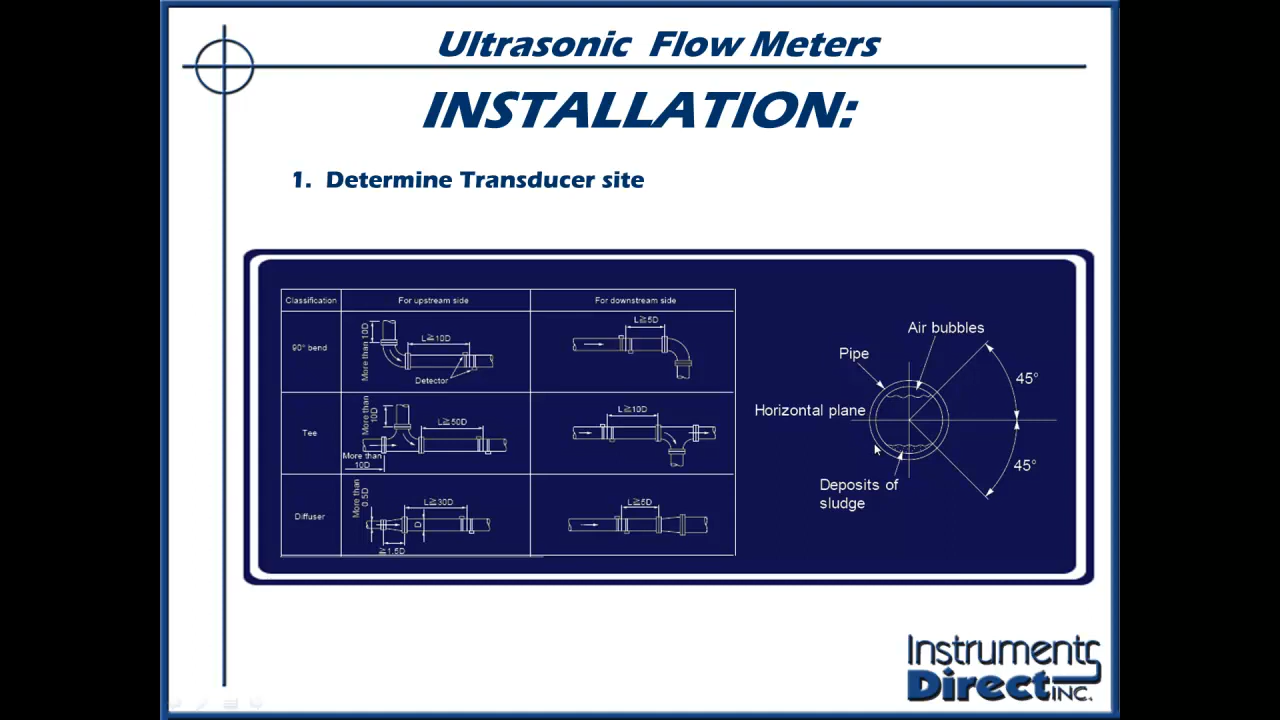 Ultrasonic Flow Meters
INSTALLATION:
1. Determine Transducer site
Classification
For upstream side
For downstream side
90° bend
More than 10D
L≧10D
Detector
L≧5D
Tee
More than
10D
L≧50D
More than
10D
L≧10D
Diffuser
More than
0.5D
L≧30D
D
≧1.5D
L≧5D
Air bubbles
Pipe
45°
Horizontal plane
45°
Deposits of
sludge
Instruments
Direct INC.